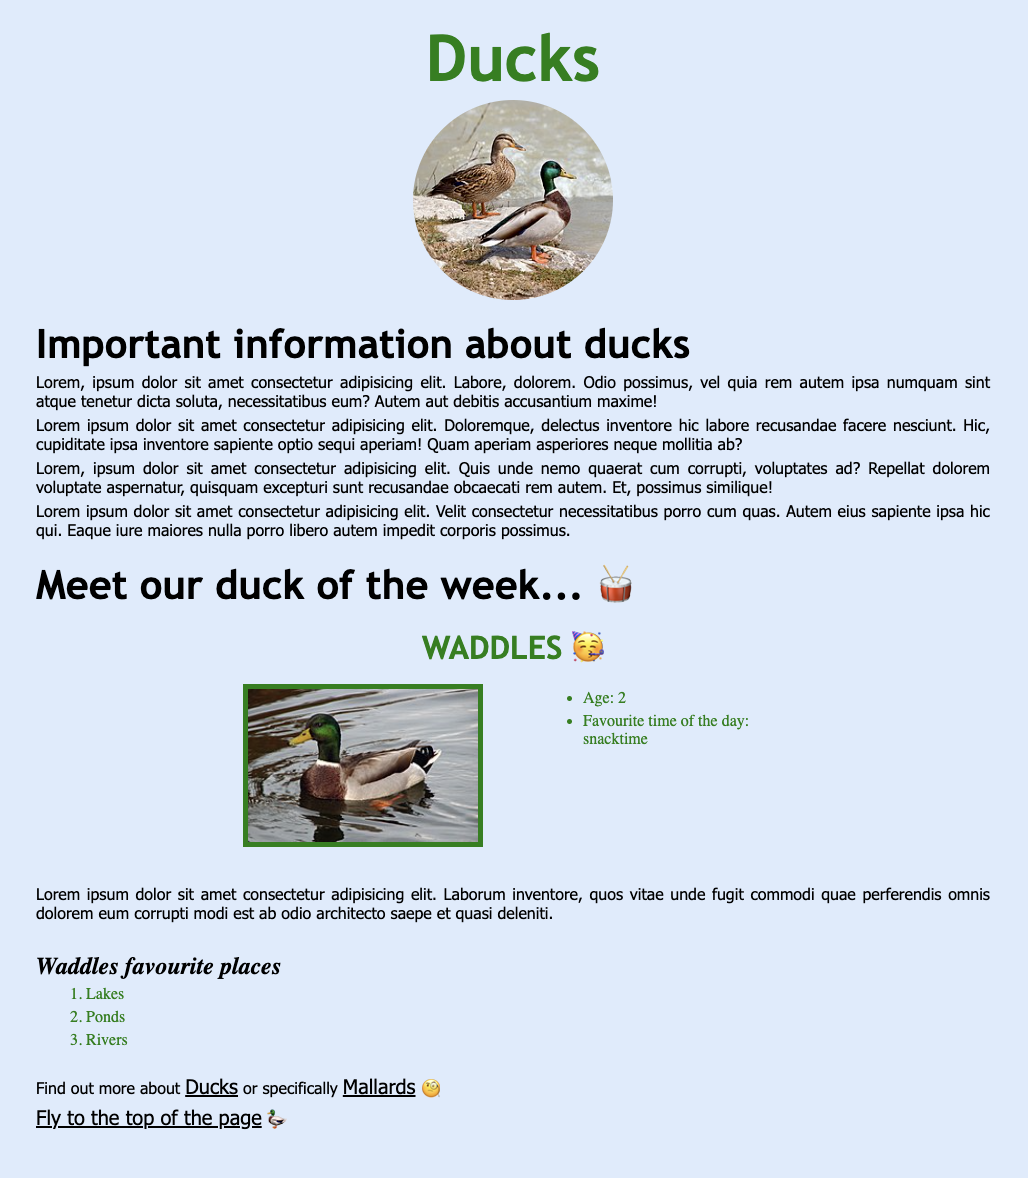 Ducks
Important information about ducks
Lorem, ipsum dolor sit amet consectetur adipisicing elit. Labore, dolorem. Odio possimus, vel quia rem autem ipsa numquam sint
atque tenetur dicta soluta, necessitatibus eum? Autem aut debitis accusantium maxime!
Lorem ipsum dolor sit amet consectetur adipisicing elit. Doloremque, delectus inventore hic labore recusandae facere nesciunt. Hic,
cupiditate ipsa inventore sapiente optio sequi aperiam! Quam aperiam asperiores neque mollitia ab?
Lorem, ipsum dolor sit amet consectetur adipisicing elit. Quis unde nemo quaerat cum corrupti, voluptates ad? Repellat dolorem
voluptate aspernatur, quisquam excepturi sunt recusandae obcaecati rem autem. Et, possimus similique!
Lorem ipsum dolor sit amet consectetur adipisicing elit. Velit consectetur necessitatibus porro cum quas. Autem eius sapiente ipsa hic
qui. Eaque iure maiores nulla porro libero autem impedit corporis possimus.
Meet our duck of the week... 🥁
WADDLES 🥳
• Age: 2
• Favourite time of the day:
snacktime
Lorem ipsum dolor sit amet consectetur adipisicing elit. Laborum inventore, quos vitae unde fugit commodi quae perferendis omnis
dolorem eum corrupti modi est ab odio architecto saepe et quasi deleniti.
Waddles favourite places
1. Lakes
2. Ponds
3. Rivers
Find out more about Ducks or specifically Mallards 🧐
Fly to the top of the page 🦆